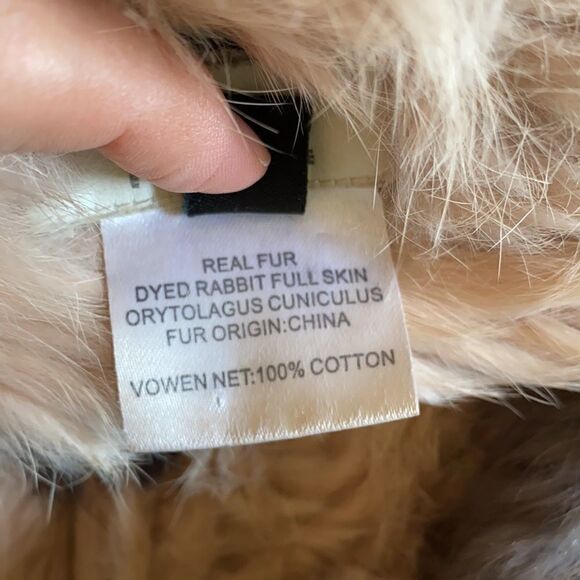 REAL FUR
DYED RABBIT FULL SKIN
ORYTOLAGUS CUNICULUS
FUR ORIGIN:CHINA
VOWEN NET:100% COTTON